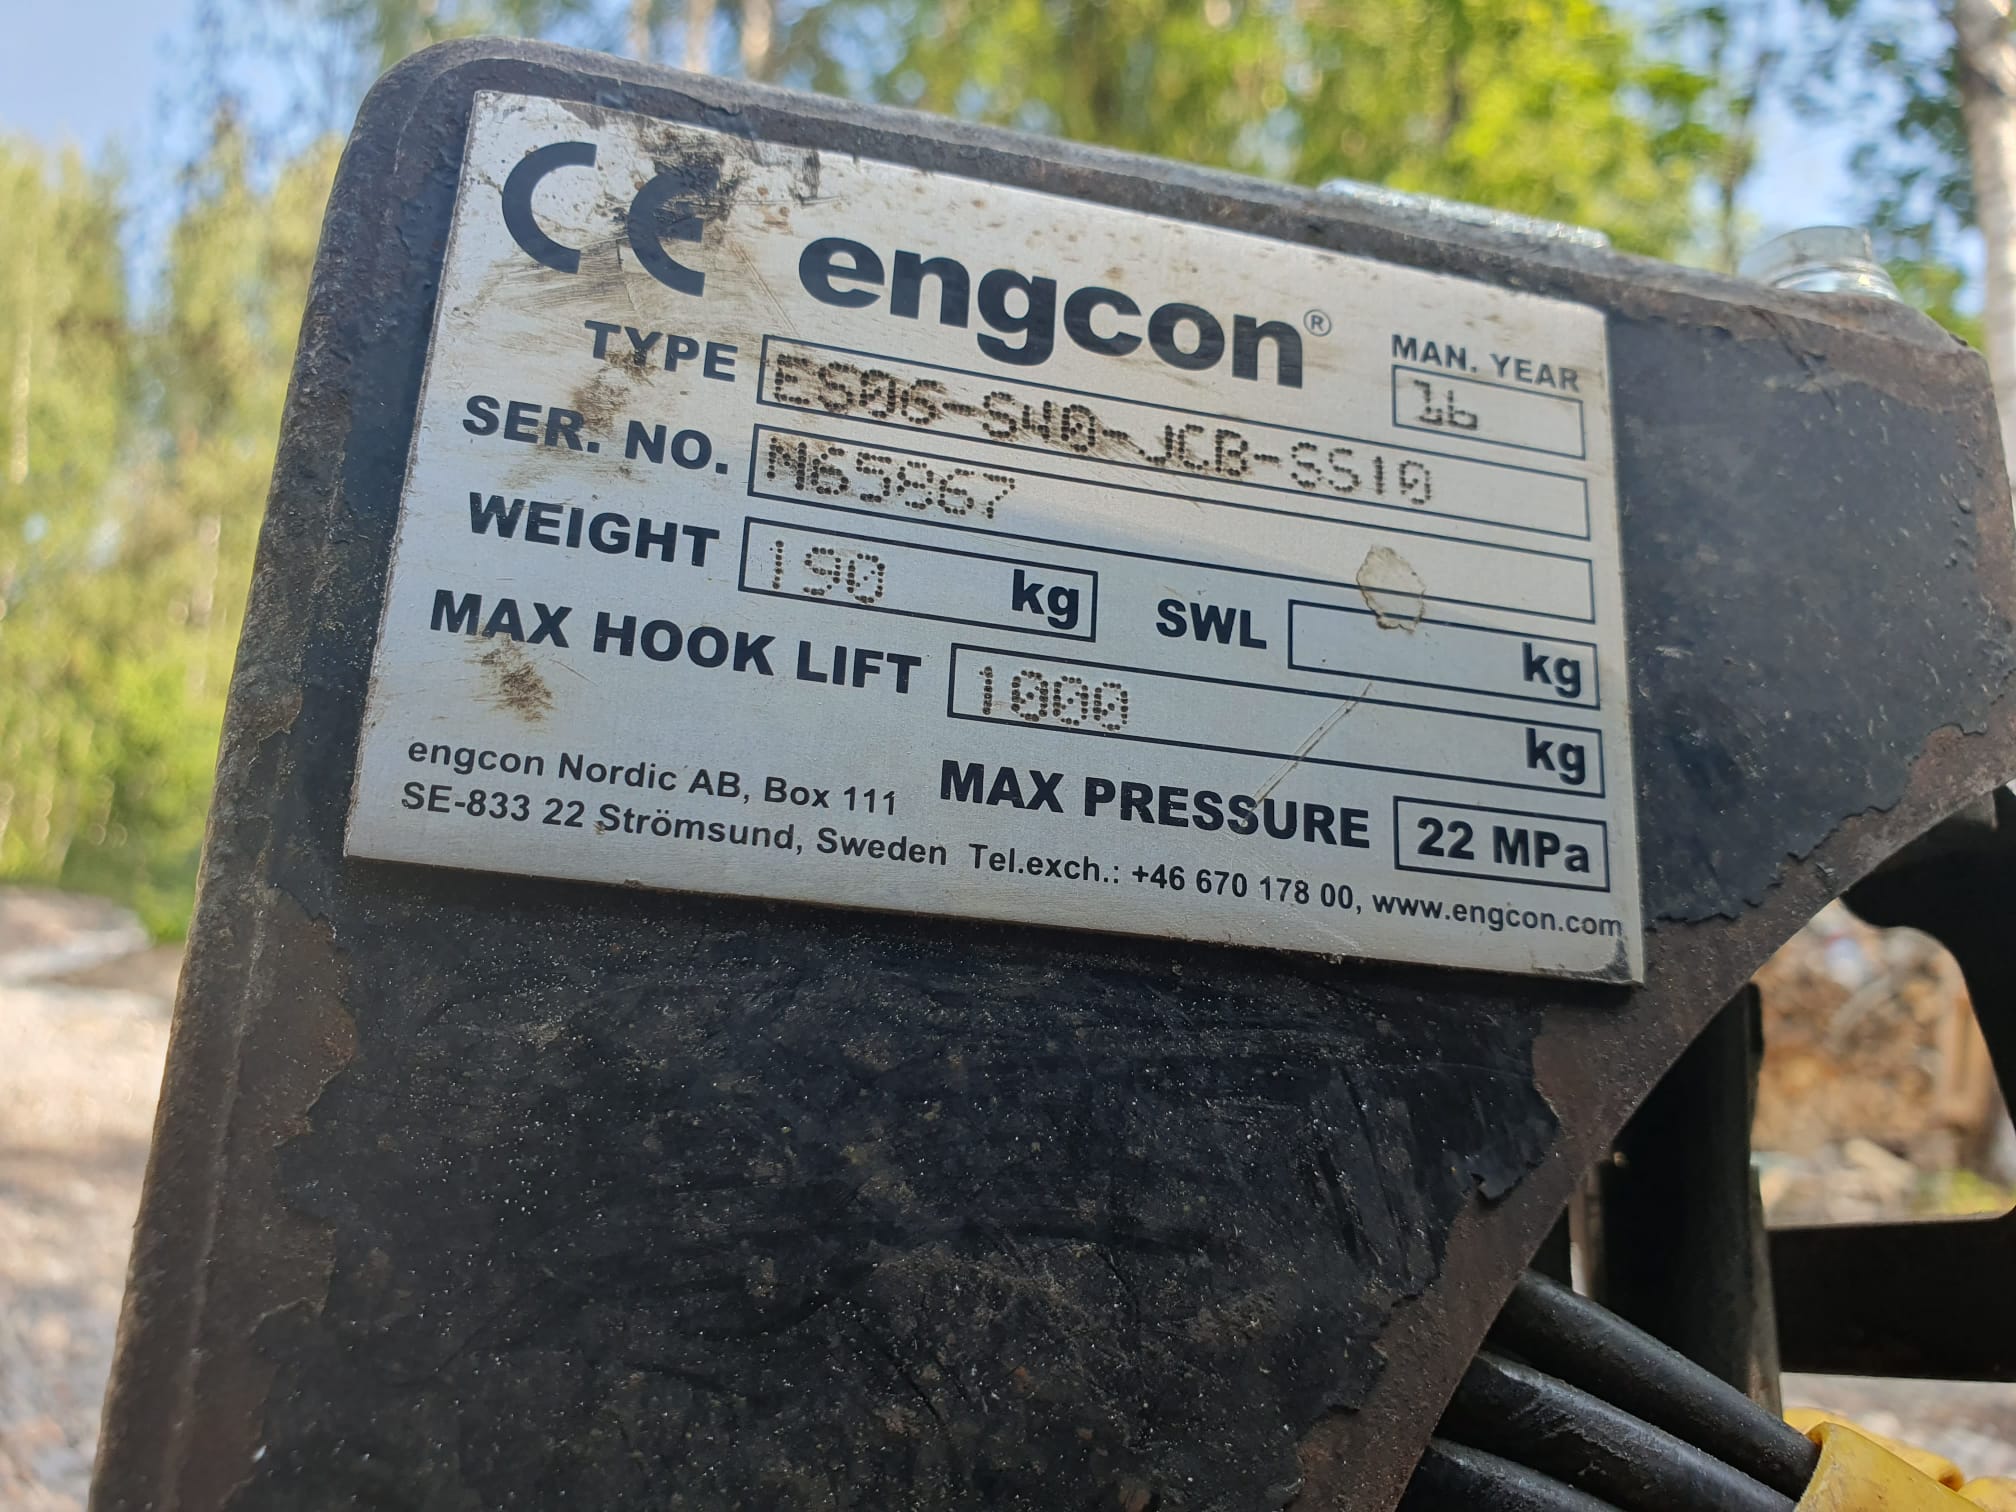 CE engcon®
MAN. YEAR
16
TYPE ES06-S40-JCB-SS10
SER. NO. M65867
WEIGHT 190 kg SWL kg
MAX HOOK LIFT 1000 kg
engcon Nordic AB, Box 111 MAX PRESSURE 22 MPa
SE-833 22 Strömsund, Sweden Tel.exch.: +46 670 178 00, www.engcon.com